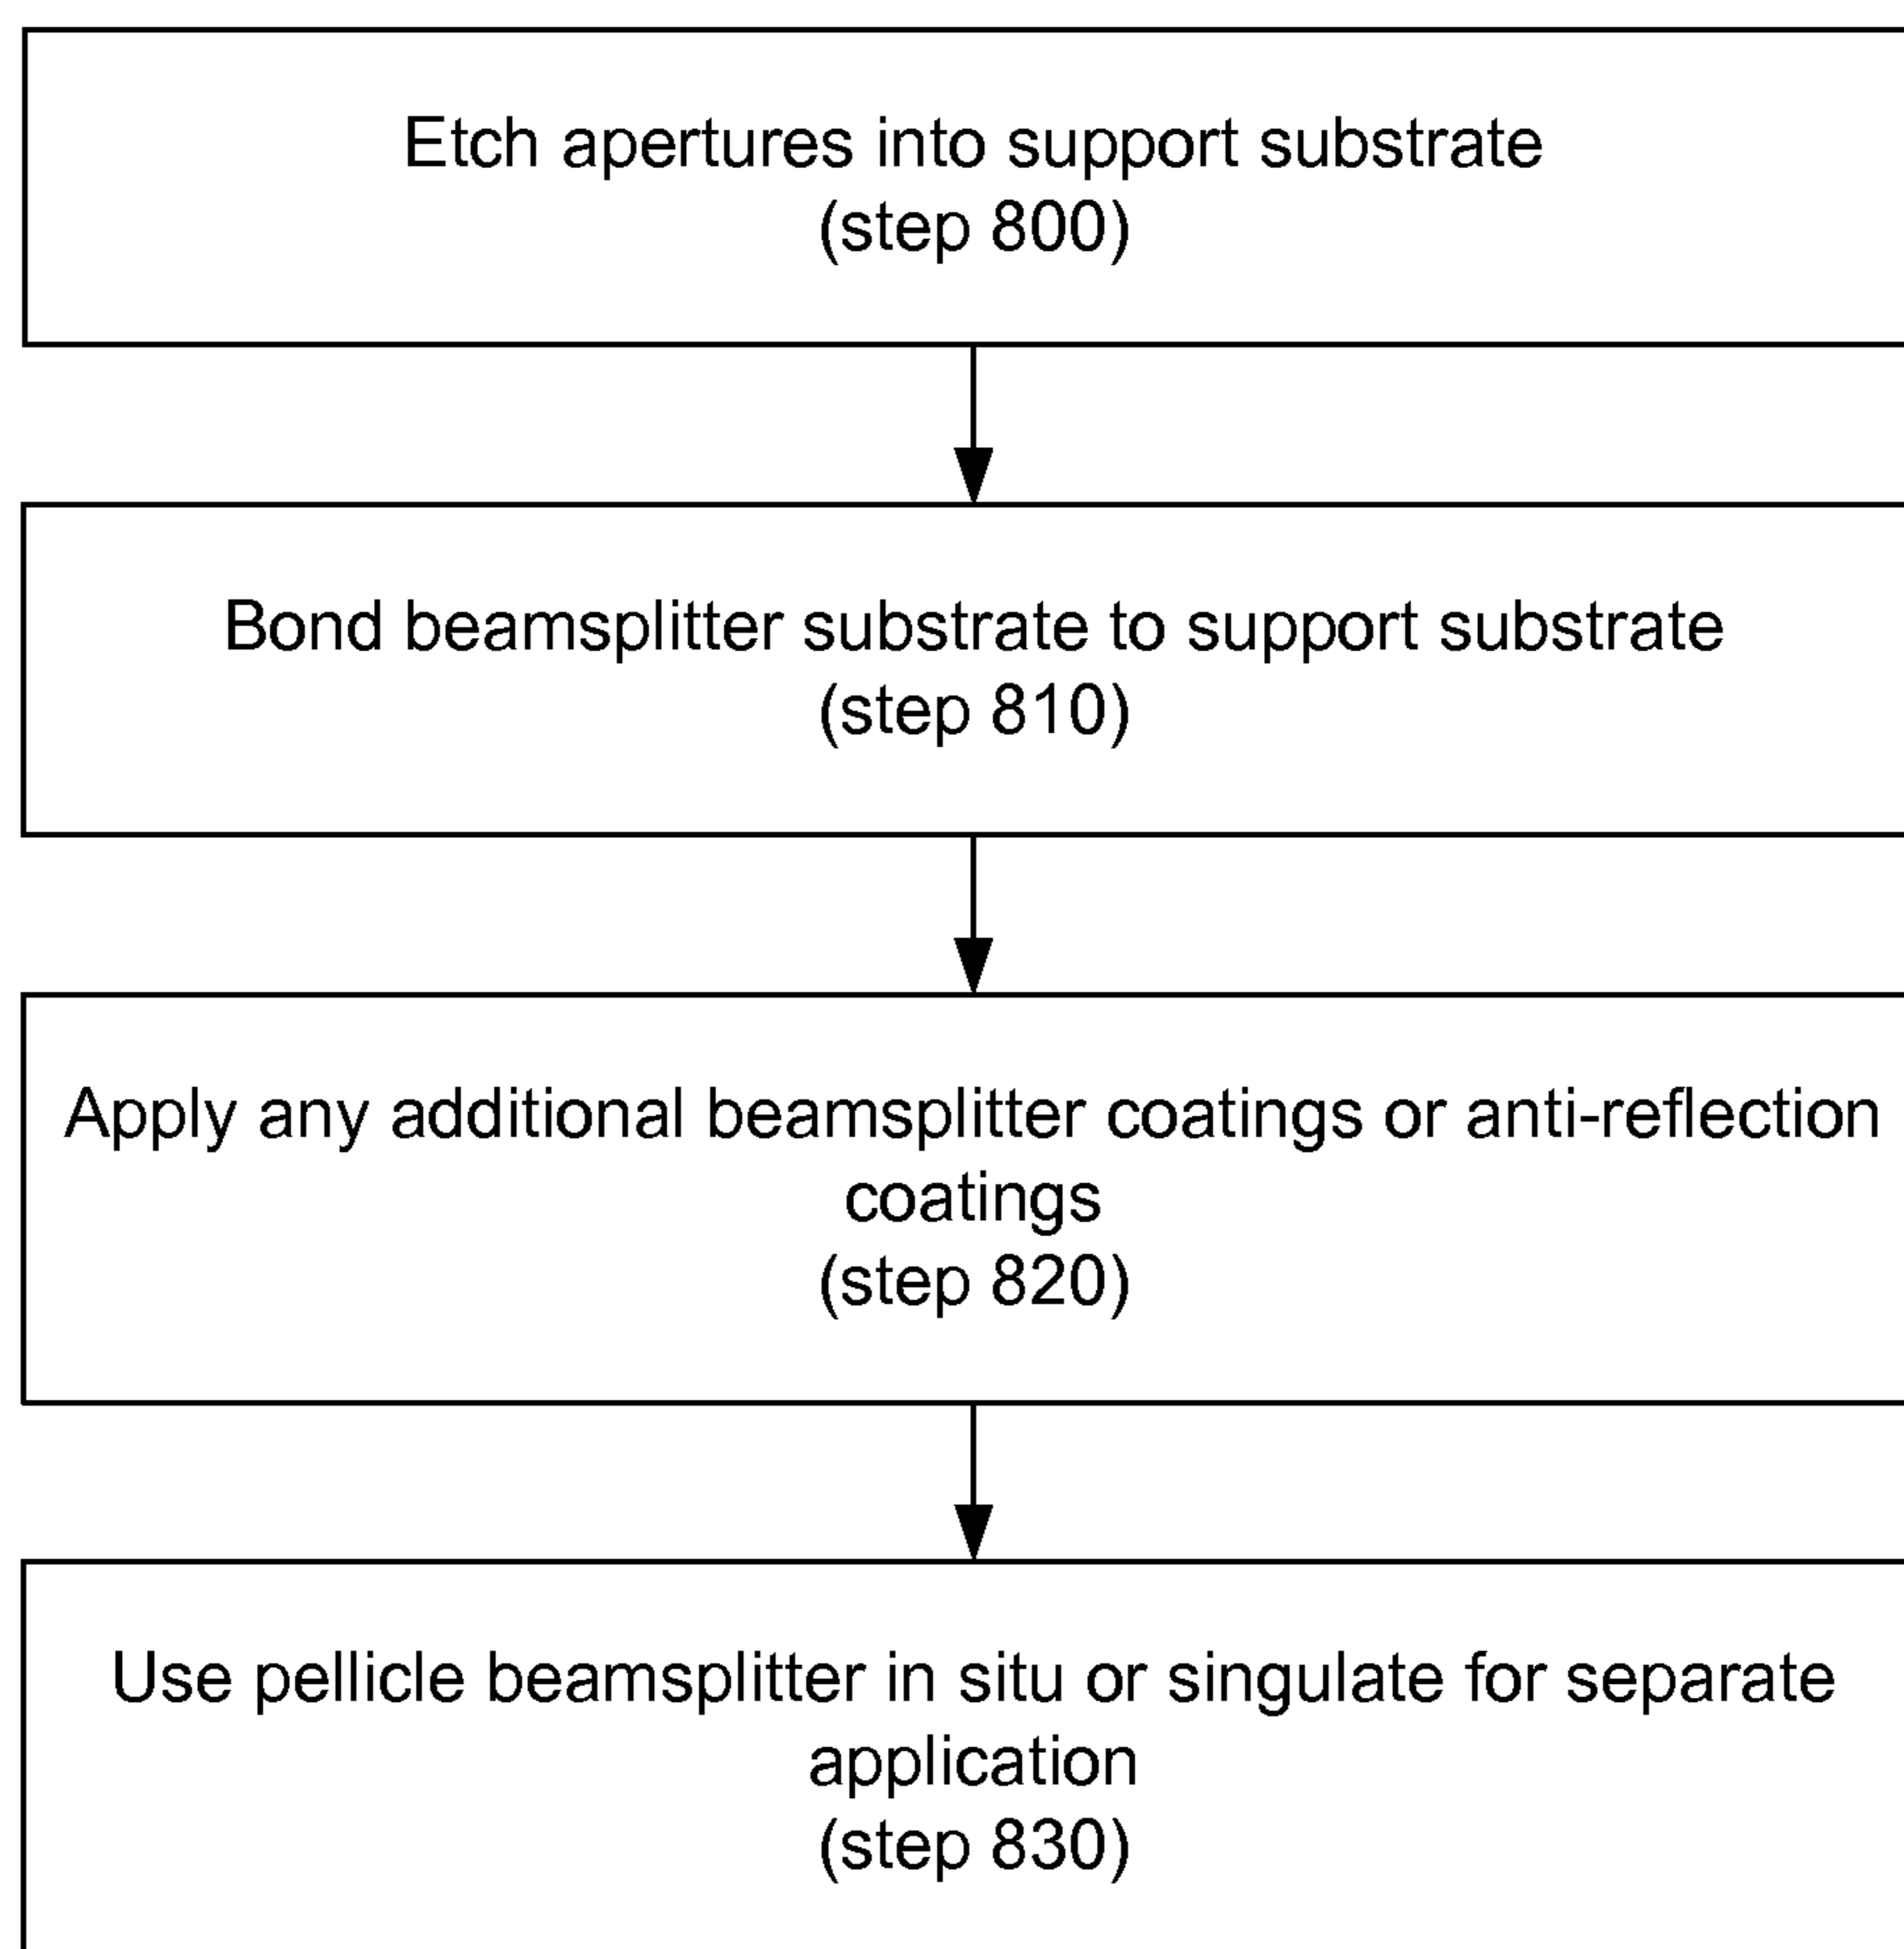 Etch apertures into support substrate
(step 800)
Bond beamsplitter substrate to support substrate
(step 810)
Apply any additional beamsplitter coatings or anti-reflection
coatings
(step 820)
Use pellicle beamsplitter in situ or singulate for separate
application
(step 830)